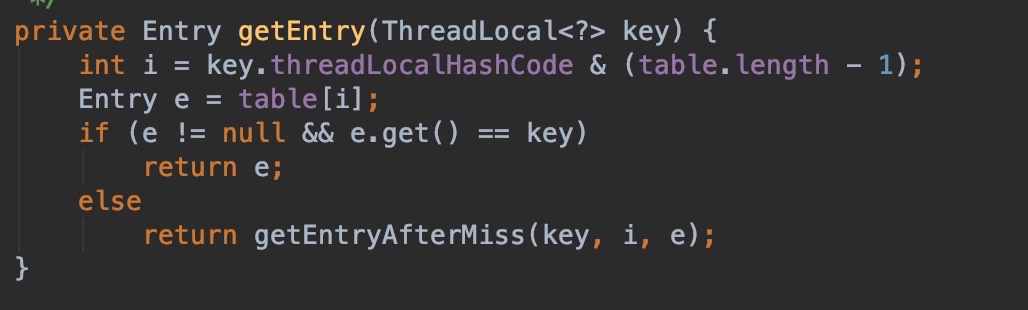 */
private Entry getEntry(ThreadLocal<?> key) {
    int i = key.threadLocalHashCode & (table.length - 1);
    Entry e = table[i];
    if (e != null && e.get() == key)
        return e;
    else
        return getEntryAfterMiss(key, i, e);
}